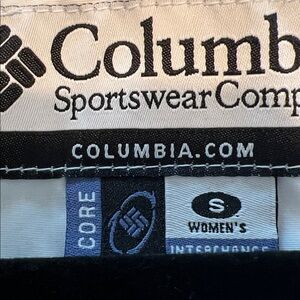 Columb
Sportswear Comp
COLUMBIA.COM
CORE
S
WOMEN'S
INTERCHANGE